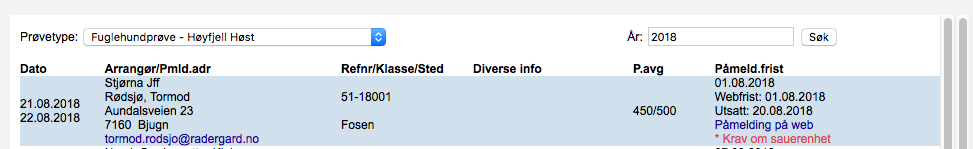 Prøvetype: Fuglehundprøve - Høyfjell Høst År: 2018 Søk
Dato Arrangør/Pmld.adr Refnr/Klasse/Sted Diverse info P.avg Påmeld.frist
Stjørna Jff 01.08.2018
21.08.2018 Rødsjø, Tormod 51-18001 Webfrist: 01.08.2018
22.08.2018 Aundalsveien 23 450/500 Utsatt: 20.08.2018
7160 Bjugn Fosen Påmelding på web
tormod.rodsjo@radergard.no * Krav om sauerenhet